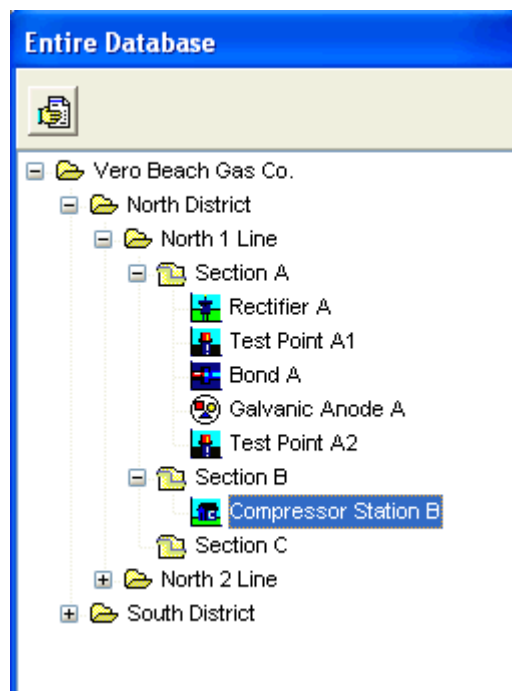 Entire Database
Vero Beach Gas Co.
North District
North 1 Line
Section A
Rectifier A
Test Point A1
Bond A
Galvanic Anode A
Test Point A2
Section B
Compressor Station B
Section C
North 2 Line
South District